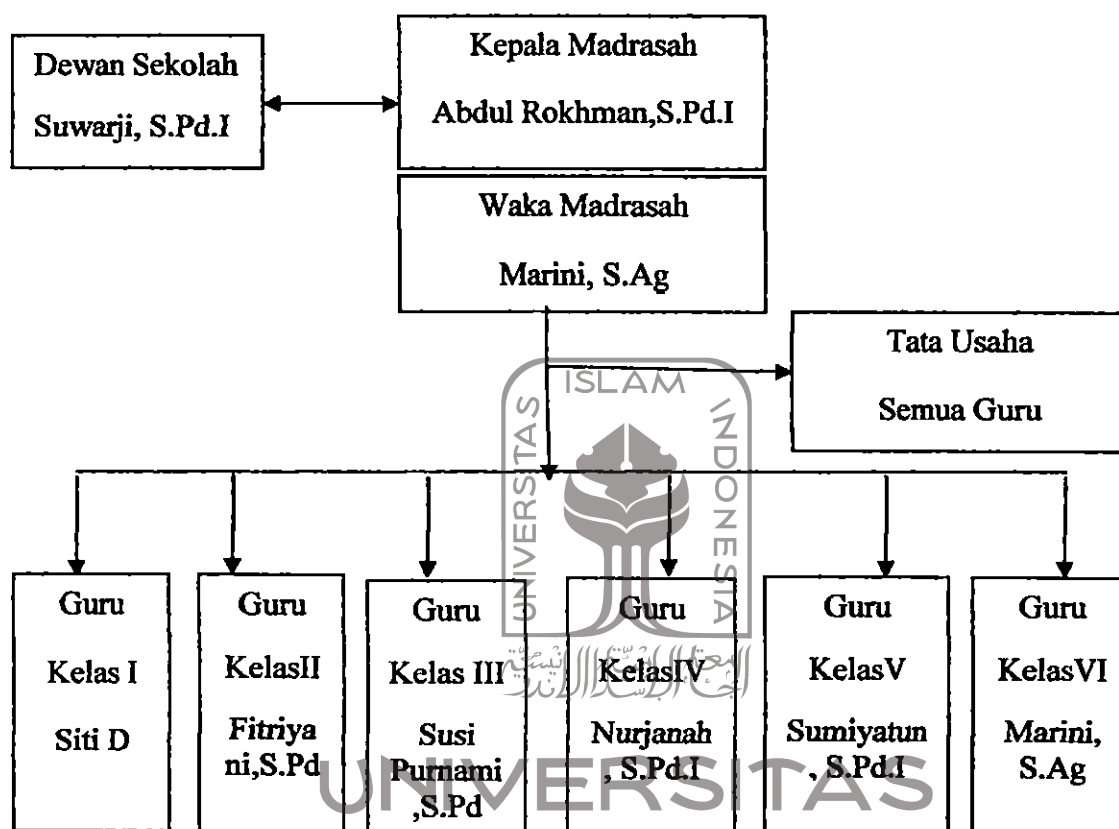 Dewan Sekolah
Suwarji, S.Pd.I
Kepala Madrasah
Abdul Rokhman,S.Pd.I
Waka Madrasah
Marini, S.Ag
Tata Usaha
Semua Guru
Guru
Kelas I
Siti D
Guru
KelasII
Fitriya
ni,S.Pd
Guru
Kelas III
Susi
Purnami
,S.Pd
Guru
KelasIV
Nurjanah
, S.Pd.I
Guru
KelasV
Sumiyatun
, S.Pd.I
Guru
KelasVI
Marini,
S.Ag
UNIVERSITAS
ISLAM
INDONESIA
UNIVERSITAS